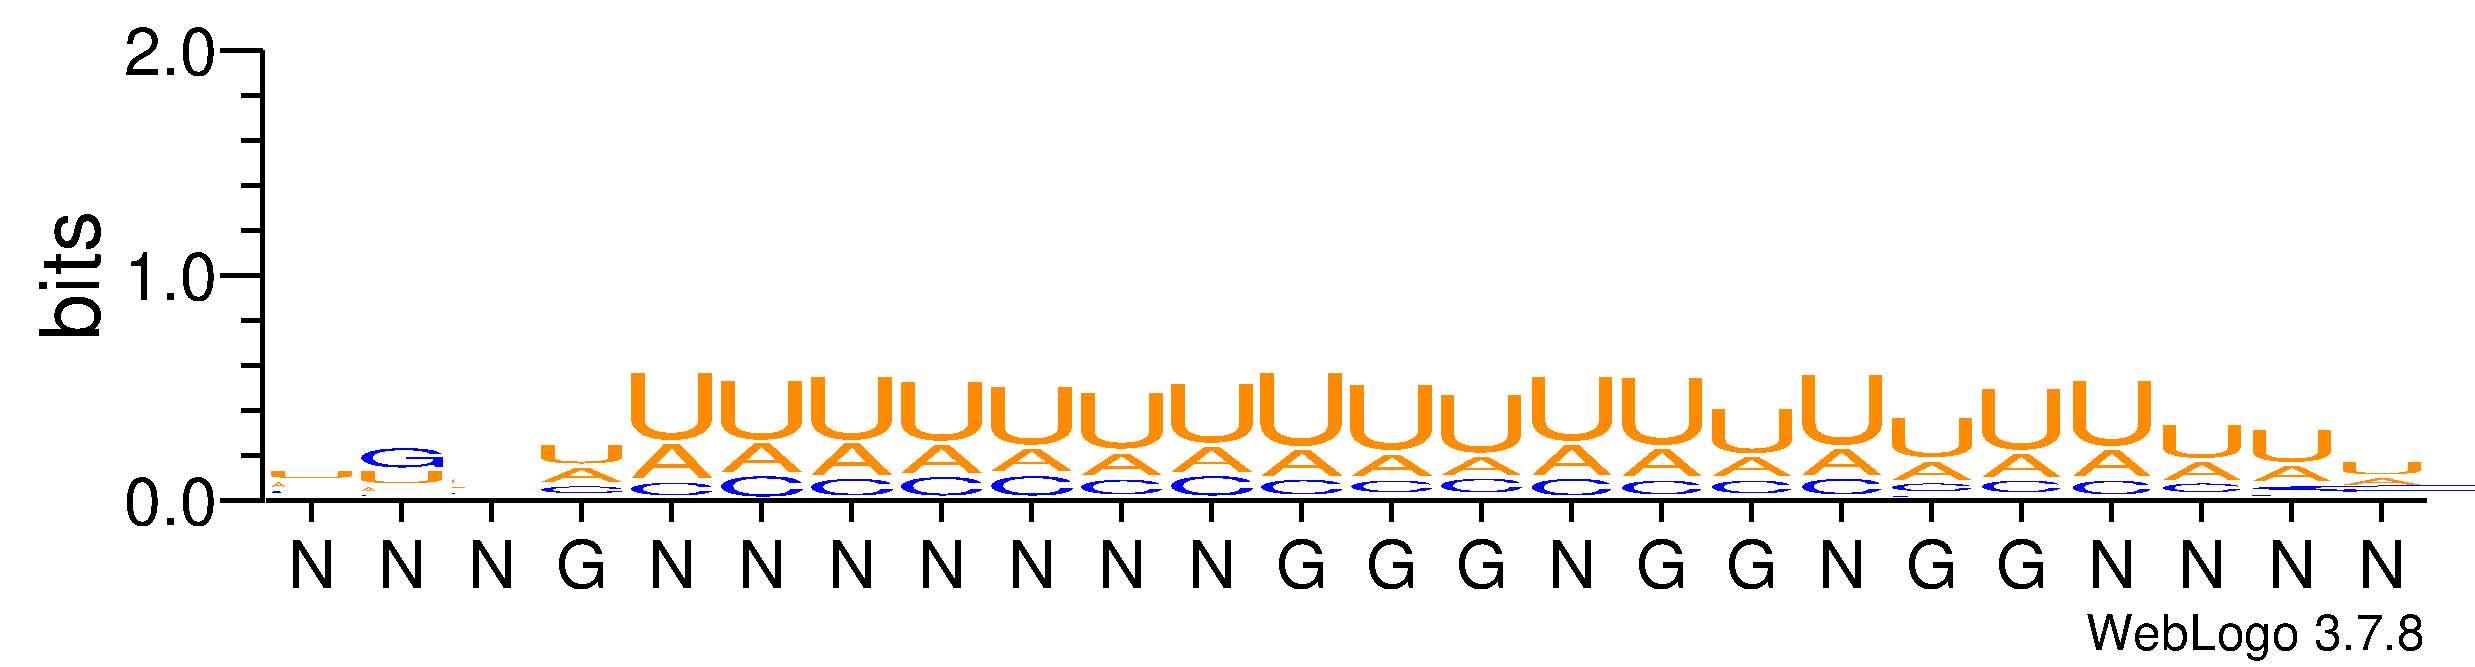 2.0
1.0
0.0
bits
G
U U U U U U U U U U U U U U U U U U U U U U
A A A A A A A A A A A A A A A A A A A A A
C C C C C C C C C C C C C C C C C C C
N N N G N N N N N N N G G G N G G N G G N N N N
WebLogo 3.7.8